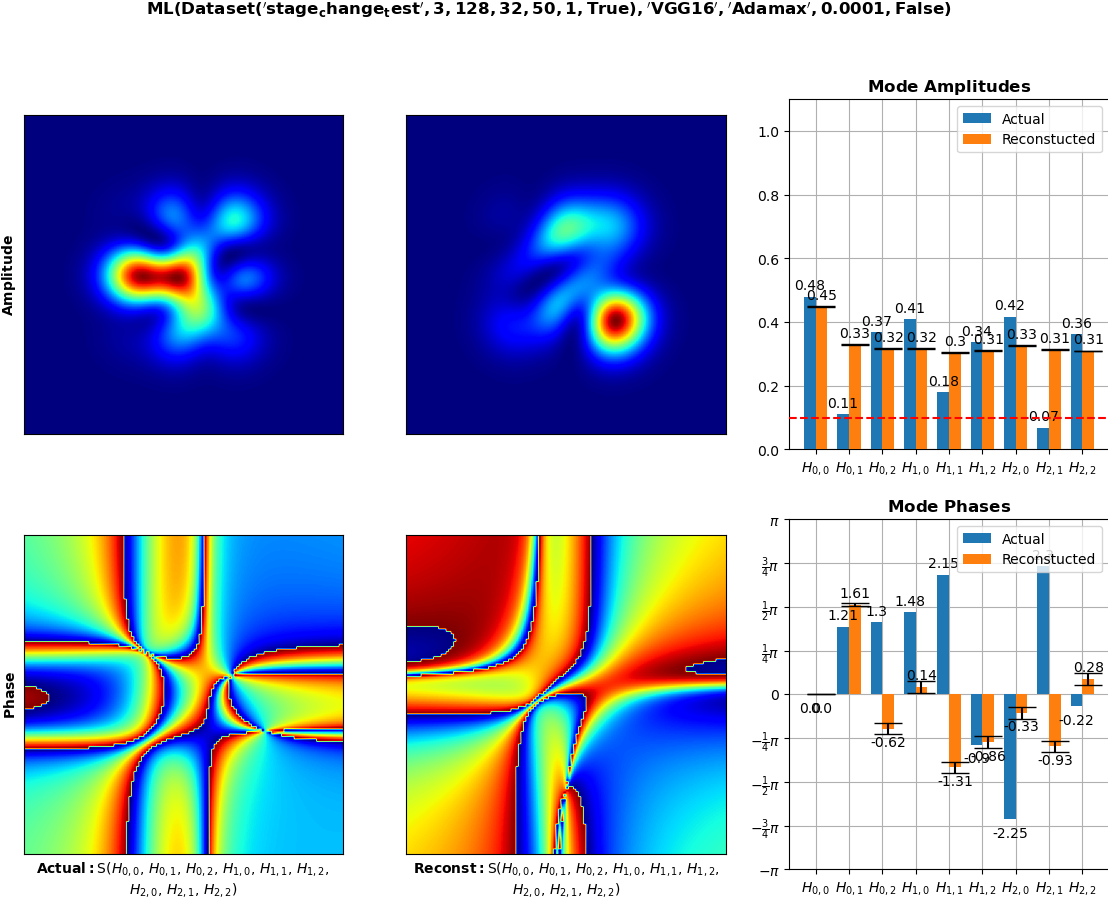 ML(Dataset('stage_change_test', 3, 128, 32, 50, 1, True), 'VGG16', 'Adamax', 0.0001, False)
Amplitude
Mode Amplitudes
Actual
Reconstucted
1.0
0.8
0.6
0.4
0.2
0.0
0.48
0.45
0.11
0.33
0.37
0.32
0.41
0.32
0.18
0.3
0.34
0.31
0.42
0.33
0.07
0.31
0.36
0.31
H0,0 H0,1 H0,2 H1,0 H1,1 H1,2 H2,0 H2,1 H2,2
Phase
Actual: S(H0,0, H0,1, H0,2, H1,0, H1,1, H1,2,
H2,0, H2,1, H2,2)
Reconst: S(H0,0, H0,1, H0,2, H1,0, H1,1, H1,2,
H2,0, H2,1, H2,2)
Mode Phases
Actual
Reconstucted
π
3/4π
1/2π
1/4π
0
−1/4π
−1/2π
−3/4π
−π
0.0
0.0
1.21
1.61
1.3
-0.62
1.48
0.14
2.15
-1.31
-0.9
-0.86
-2.25
-0.33
-0.93
-0.22
0.28
H0,0 H0,1 H0,2 H1,0 H1,1 H1,2 H2,0 H2,1 H2,2